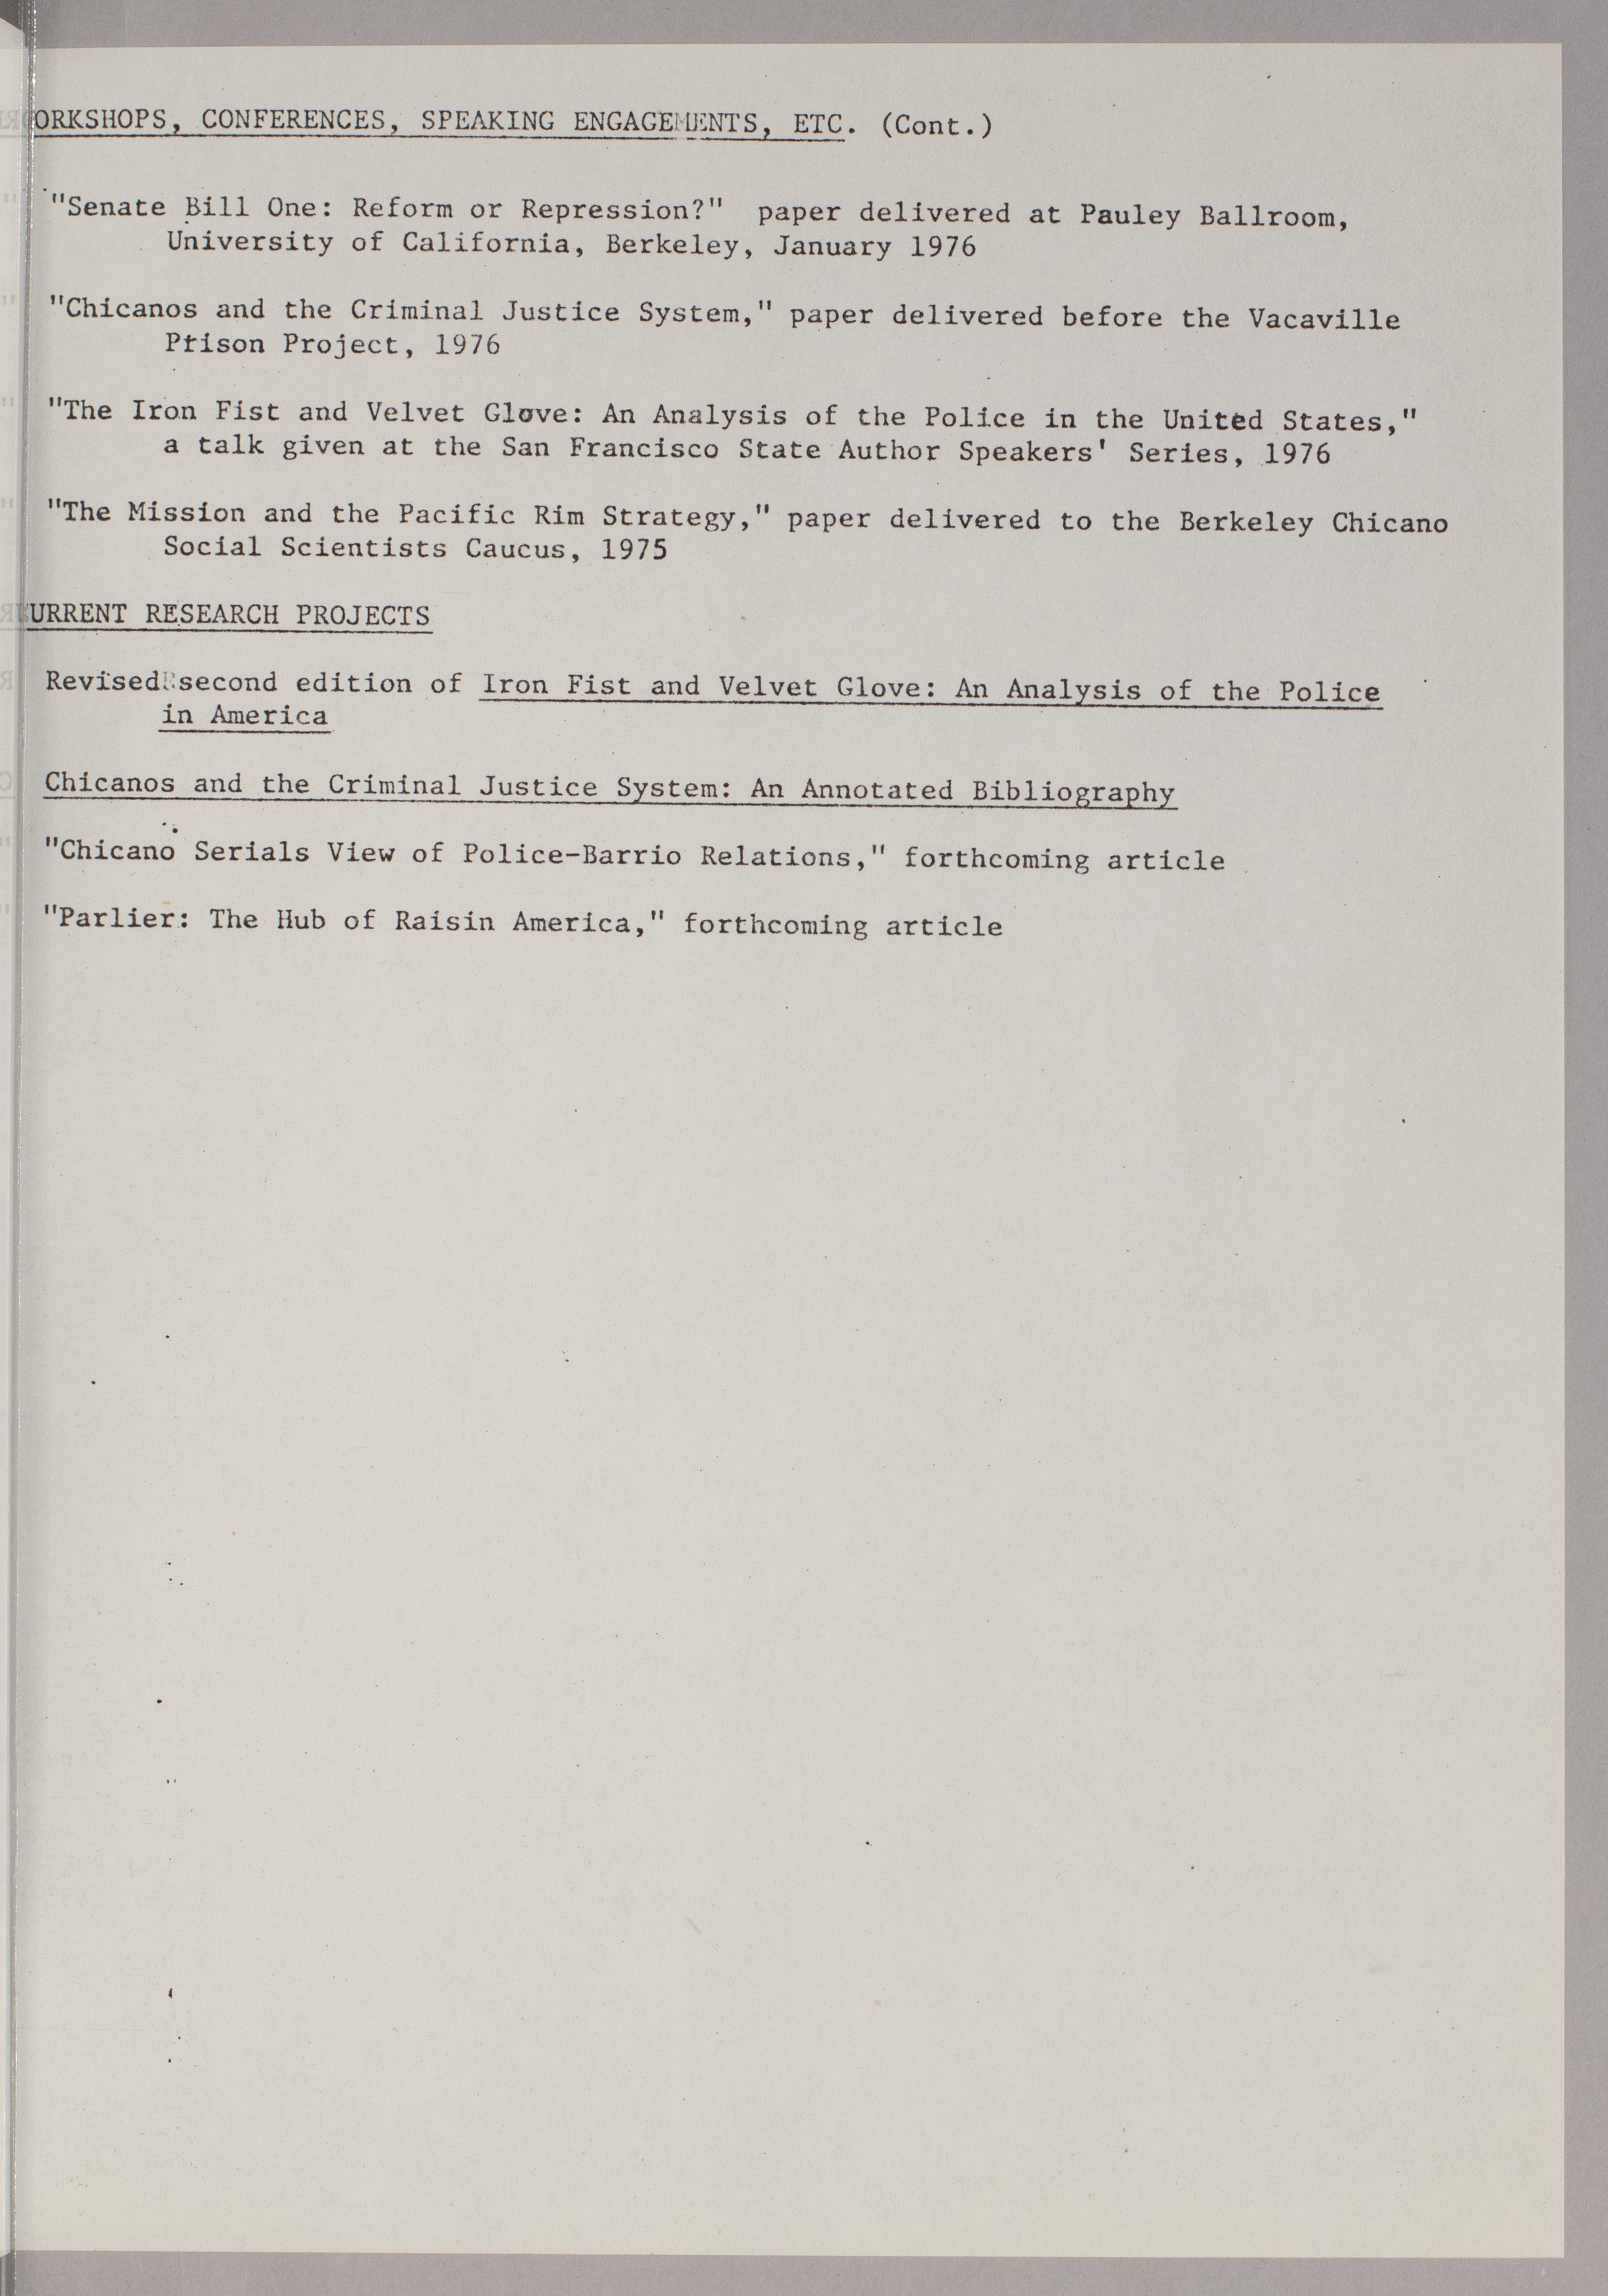 WORKSHOPS, CONFERENCES, SPEAKING ENGAGEMENTS, ETC. (Cont.)
"Senate Bill One: Reform or Repression?" paper delivered at Pauley Ballroom,
University of California, Berkeley, January 1976
"Chicanos and the Criminal Justice System," paper delivered before the Vacaville
Prison Project, 1976
"The Iron Fist and Velvet Glove: An Analysis of the Police in the United States,"
a talk given at the San Francisco State Author Speakers' Series, 1976
"The Mission and the Pacific Rim Strategy," paper delivered to the Berkeley Chicano
Social Scientists Caucus, 1975
CURRENT RESEARCH PROJECTS
Revised second edition of Iron Fist and Velvet Glove: An Analysis of the Police
in America
Chicanos and the Criminal Justice System: An Annotated Bibliography
"Chicano Serials View of Police-Barrio Relations," forthcoming article
"Parlier: The Hub of Raisin America," forthcoming article